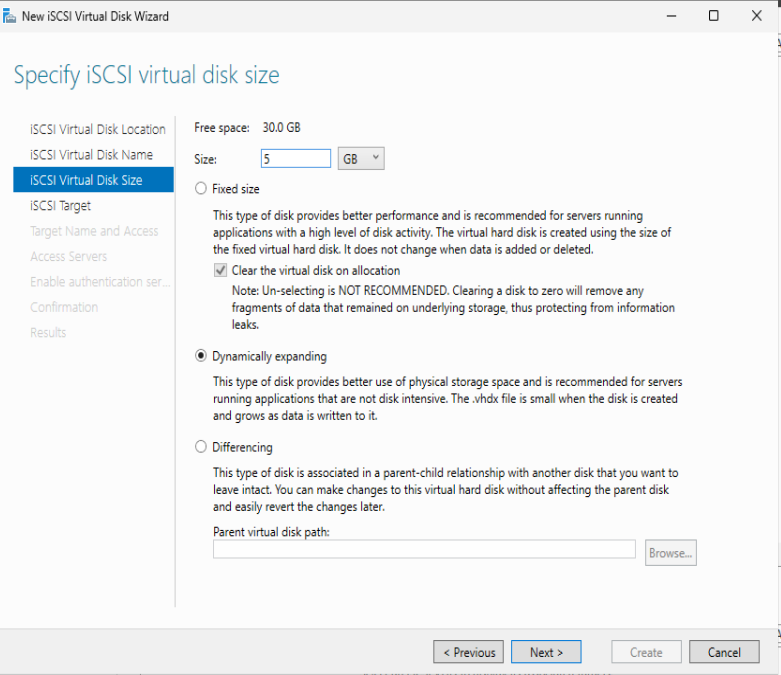 New iSCSI Virtual Disk Wizard
Specify iSCSI virtual disk size
iSCSI Virtual Disk Location
iSCSI Virtual Disk Name
iSCSI Virtual Disk Size
iSCSI Target
Target Name and Access
Access Servers
Enable authentication ser...
Confirmation
Results
Free space: 30.0 GB
Size: 5 GB
Fixed size
This type of disk provides better performance and is recommended for servers running
applications with a high level of disk activity. The virtual hard disk is created using the size of
the fixed virtual hard disk. It does not change when data is added or deleted.
Clear the virtual disk on allocation
Note: Un-selecting is NOT RECOMMENDED. Clearing a disk to zero will remove any
fragments of data that remained on underlying storage, thus protecting from information
leaks.
Dynamically expanding
This type of disk provides better use of physical storage space and is recommended for servers
running applications that are not disk intensive. The .vhdx file is small when the disk is created
and grows as data is written to it.
Differencing
This type of disk is associated in a parent-child relationship with another disk that you want to
leave intact. You can make changes to this virtual hard disk without affecting the parent disk
and easily revert the changes later.
Parent virtual disk path:
Browse...
< Previous Next > Create Cancel